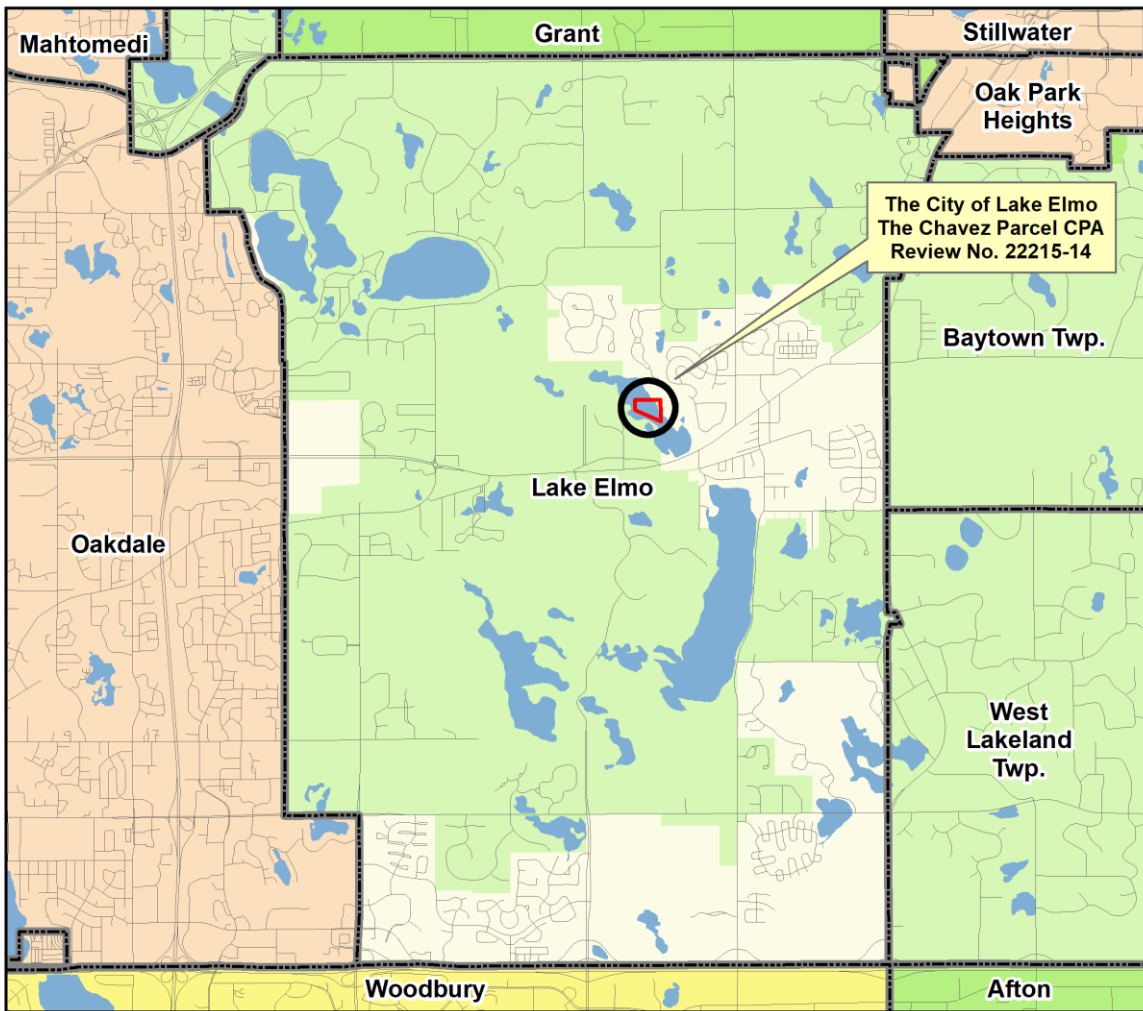 Mahtomedi
Grant
Stillwater
Oak Park
Heights
The City of Lake Elmo
The Chavez Parcel CPA
Review No. 22215-14
Baytown Twp.
Lake Elmo
Oakdale
West
Lakeland
Twp.
Woodbury
Afton